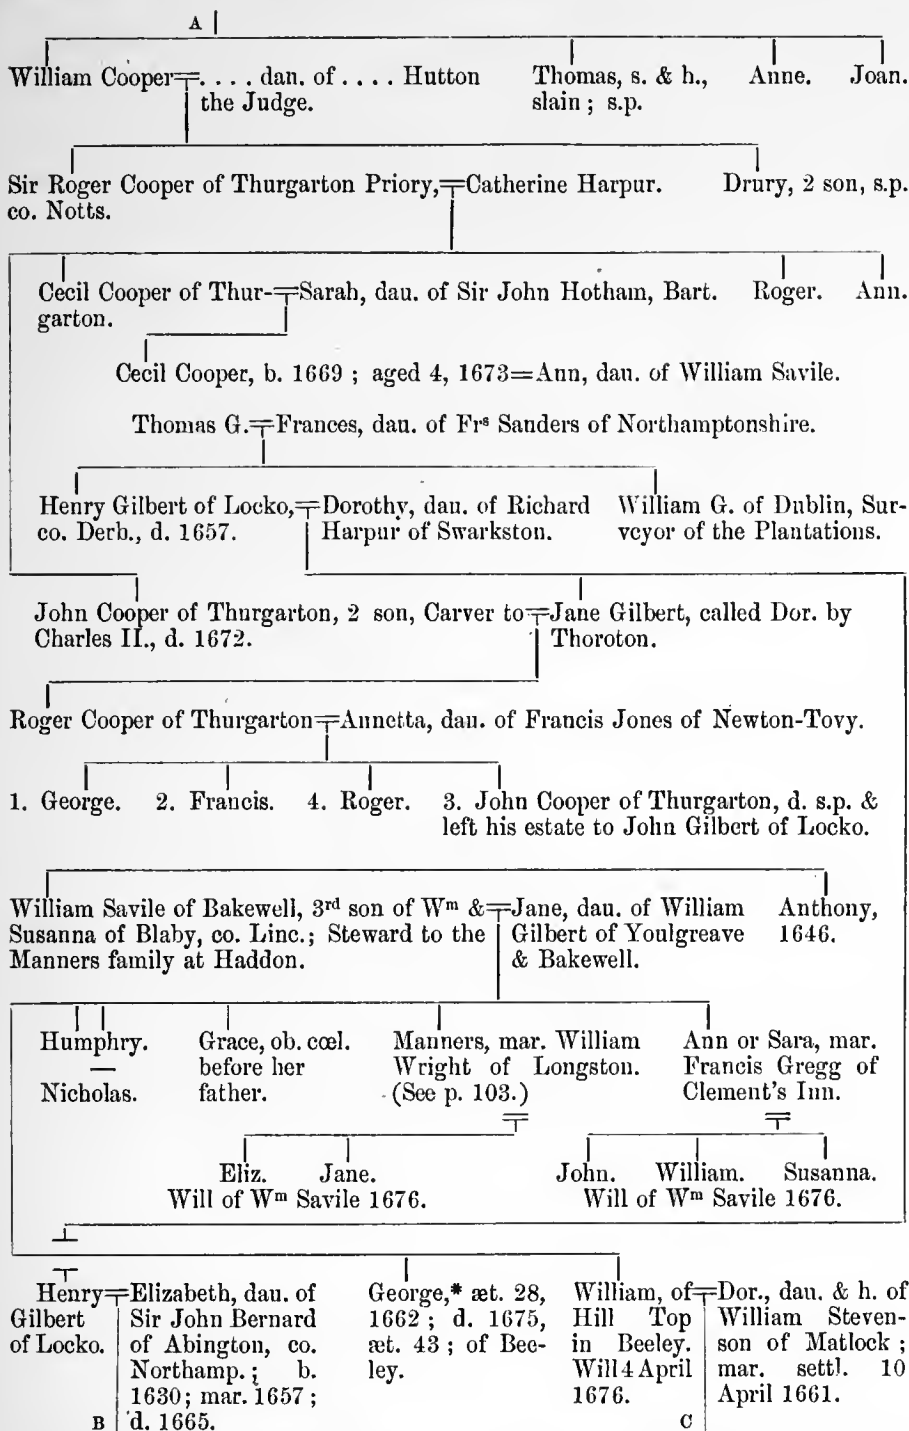 A
William Cooper=. . . . dau. of . . . . Hutton the Judge.
Thomas, s. & h., slain ; s.p.
Anne.
Joan.
Sir Roger Cooper of Thurgarton Priory,=Catherine Harpur.
co. Notts.
Drury, 2 son, s.p.
Cecil Cooper of Thur-=Sarah, dau. of Sir John Hotham, Bart.
garton.
Roger.
Ann.
Cecil Cooper, b. 1669 ; aged 4, 1673=Ann, dau. of William Savile.
Thomas G.=Frances, dau. of Frs Sanders of Northamptonshire.
Henry Gilbert of Locko,=Dorothy, dau. of Richard
co. Derb., d. 1657.
Harpur of Swarkston.
William G. of Dublin, Sur-
veyor of the Plantations.
John Cooper of Thurgarton, 2 son, Carver to=Jane Gilbert, called Dor. by
Charles II., d. 1672.
Thoroton.
Roger Cooper of Thurgarton=Annetta, dau. of Francis Jones of Newton-Tovy.
1. George.
2. Francis.
4. Roger.
3. John Cooper of Thurgarton, d. s.p. &
left his estate to John Gilbert of Locko.
William Savile of Bakewell, 3rd son of Wm &
Susanna of Blaby, co. Linc.; Steward to the
Manners family at Haddon.
=Jane, dau. of William
Gilbert of Youlgreave
& Bakewell.
Anthony,
1646.
Humphry.
—
Nicholas.
Grace, ob. cœl.
before her
father.
Manners, mar. William
Wright of Longston.
(See p. 103.)
Ann or Sara, mar.
Francis Gregg of
Clement's Inn.
Eliz. Jane.
Will of Wm Savile 1676.
John. William. Susanna.
Will of Wm Savile 1676.
Henry
Gilbert
of Locko.
=Elizabeth, dau. of
Sir John Bernard
of Abington, co.
Northamp.; b.
1630; mar. 1657 ;
d. 1665.
B
George,* æt. 28,
1662 ; d. 1675,
æt. 43 ; of Bee-
ley.
William, of
Hill Top
in Beeley.
Will 4 April
1676.
C
=Dor., dau. & h. of
William Steven-
son of Matlock ;
mar. settl. 10
April 1661.